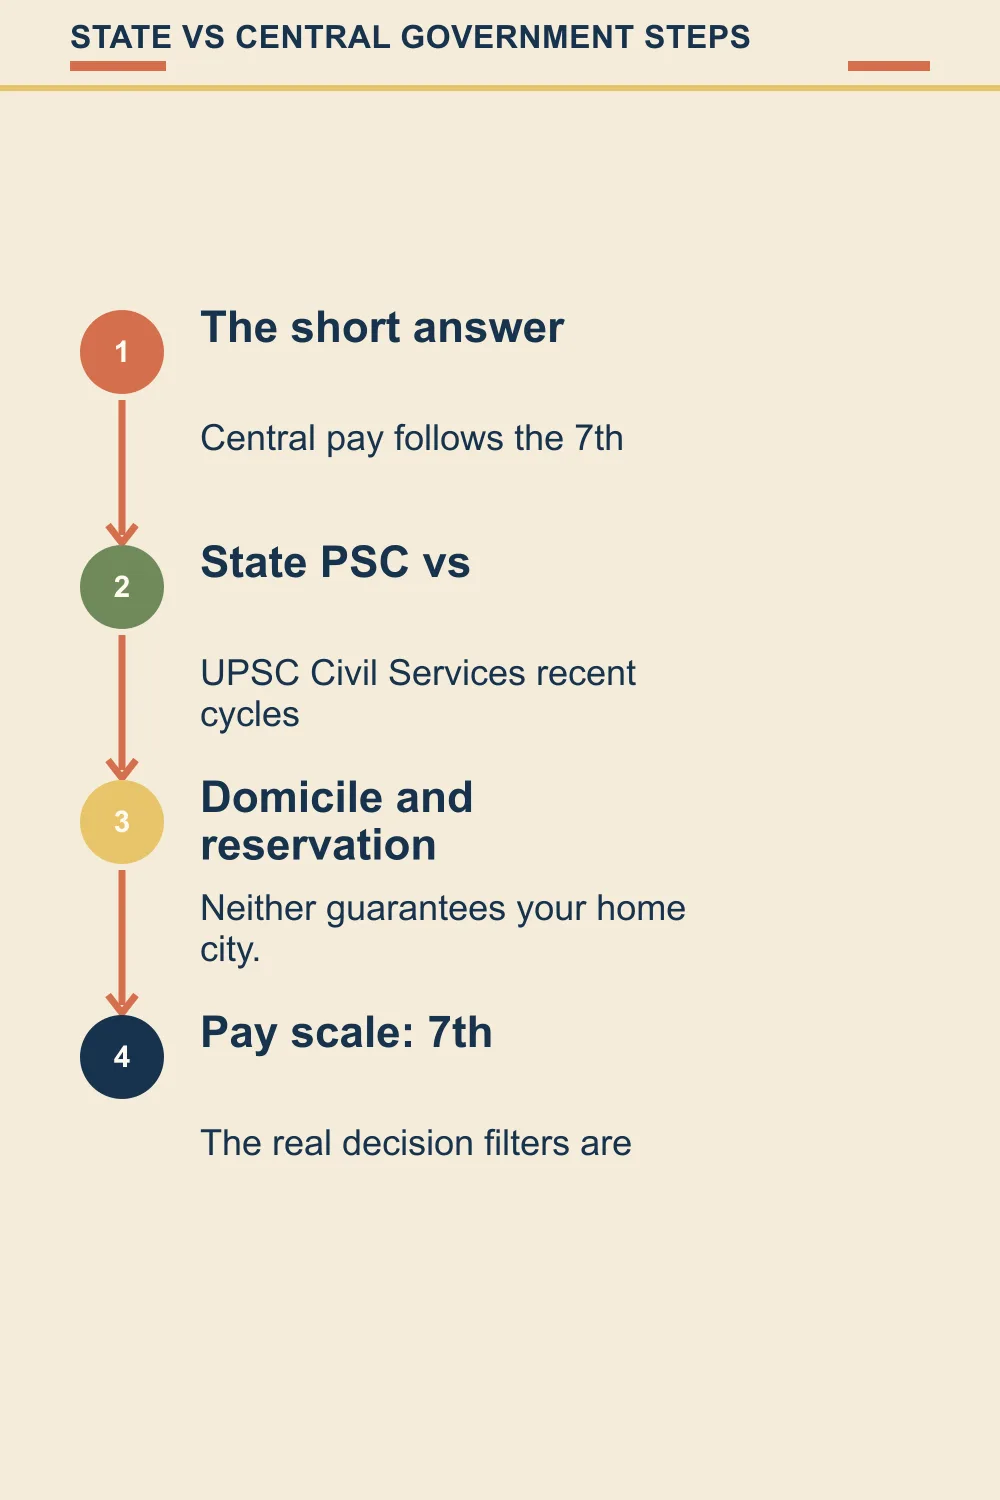 STATE VS CENTRAL GOVERNMENT STEPS
1
The short answer
Central pay follows the 7th
2
State PSC vs
UPSC Civil Services recent
cycles
3
Domicile and
reservation
Neither guarantees your home
city.
4
Pay scale: 7th
The real decision filters are